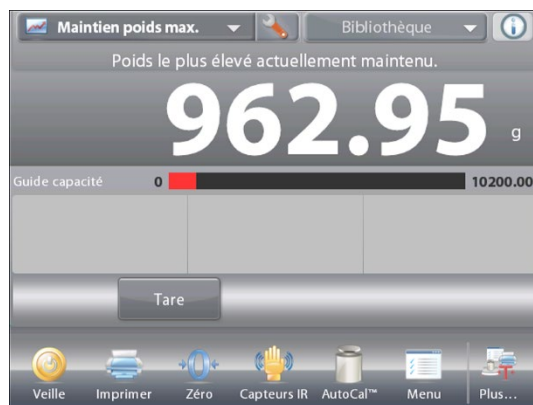 Maintien poids max. Bibliothèque
Poids le plus élevé actuellement maintenu.
962.95 g
Guide capacité 0 10200.00
Tare
Veille Imprimer Zéro Capteurs IR AutoCal™ Menu Plus...